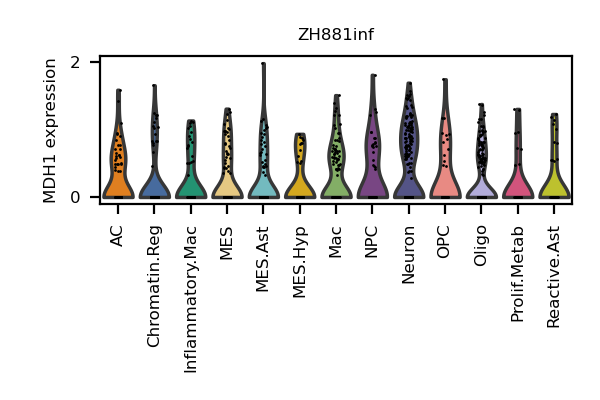 ZH881inf
MDH1 expression
2
0
AC
Chromatin.Reg
Inflammatory.Mac
MES
MES.Ast
MES.Hyp
Mac
NPC
Neuron
OPC
Oligo
Prolif.Metab
Reactive.Ast